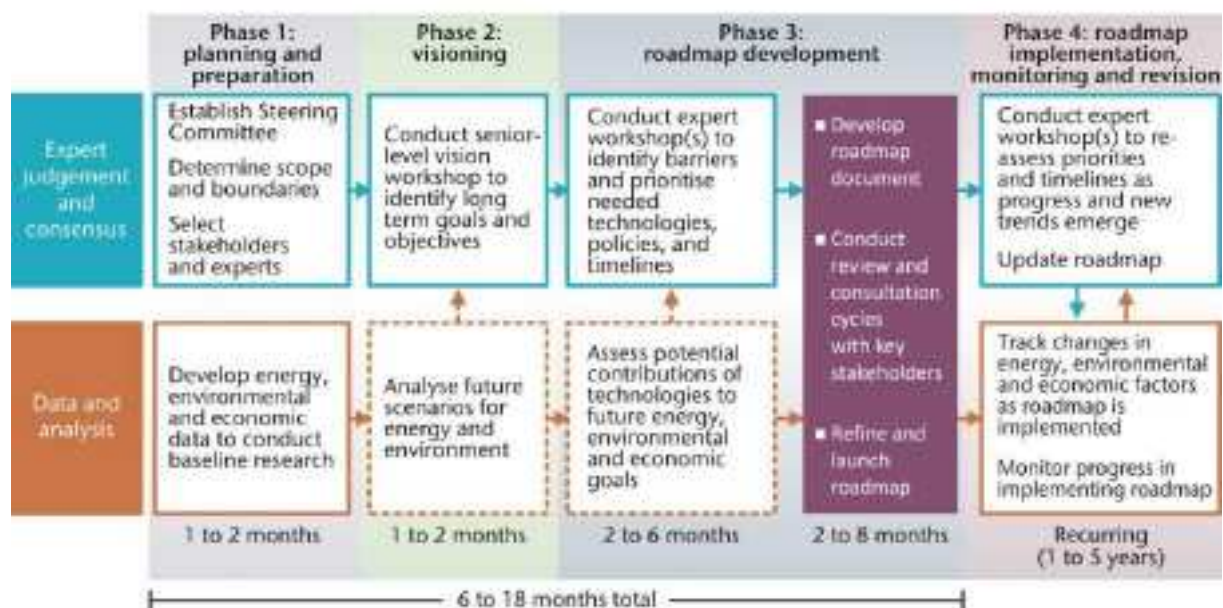 Phase 1:
planning and
preparation
Phase 2:
visioning
Phase 3:
roadmap development
Phase 4: roadmap
implementation,
monitoring and revision
Expert
judgement
and
consensus
Establish Steering
Committee
Determine scope
and boundaries
Select
stakeholders
and experts
Conduct senior-
level vision
workshop to
identify long
term goals and
objectives
Conduct expert
workshop(s) to
identify barriers
and prioritise
needed
technologies,
policies, and
timelines
■ Develop
roadmap
document
■ Conduct
review and
consultation
cycles
with key
stakeholders
■ Refine and
launch
roadmap
Conduct expert
workshop(s) to re-
assess priorities
and timelines as
progress and new
trends emerge
Update roadmap
Data and
analysis
Develop energy,
environmental
and economic
data to conduct
baseline research
Analyse future
scenarios for
energy and
environment
Assess potential
contributions of
technologies to
future energy,
environmental
and economic
goals
Track changes in
energy, environmental
and economic factors
as roadmap is
implemented
Monitor progress in
implementing roadmap
1 to 2 months
1 to 2 months
2 to 6 months
2 to 8 months
Recurring
(1 to 5 years)
6 to 18 months total